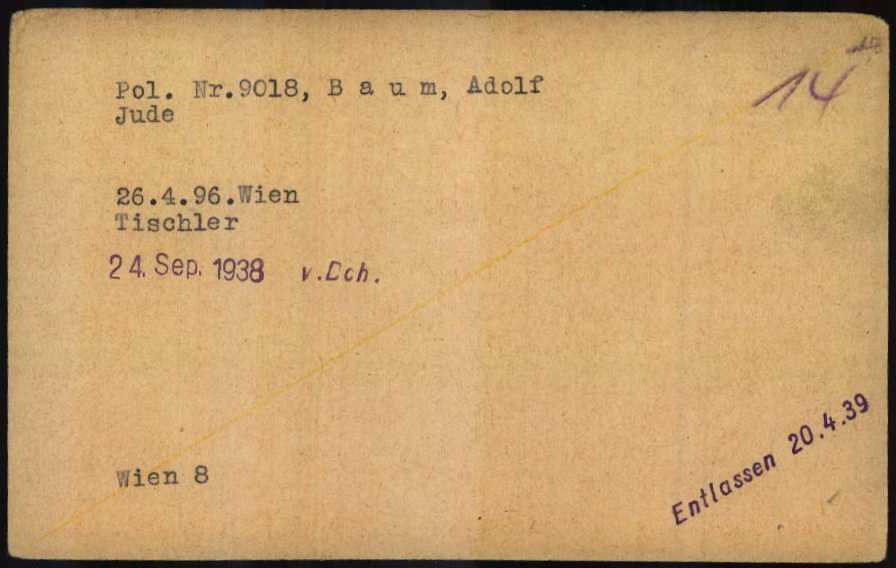 14
Pol. Nr.9018, B a u m, Adolf
Jude
26.4.96.Wien
Tischler
24. Sep. 1938 v.Dch.
Wien 8
Entlassen 20.4.39